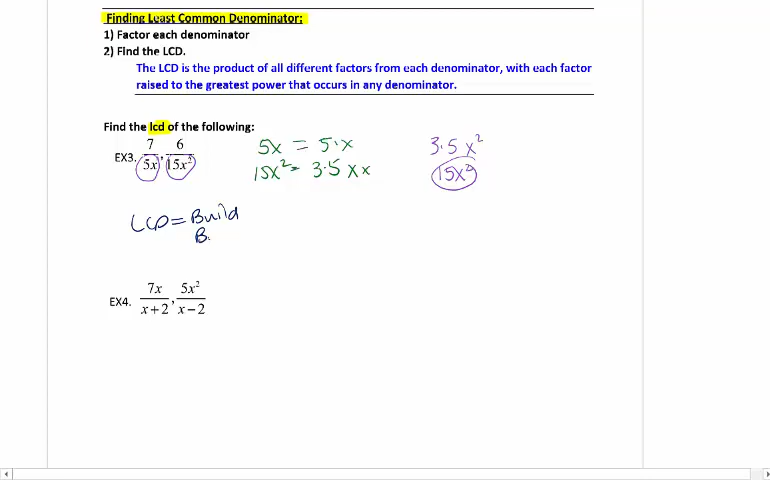 Finding Least Common Denominator:
1) Factor each denominator
2) Find the LCD.
The LCD is the product of all different factors from each denominator, with each factor
raised to the greatest power that occurs in any denominator.
Find the lcd of the following:
EX3. 7/5x, 6/15x²
5x = 5·x
15x² = 3·5 x x
3·5 x²
15x²
LCD = Build
B
EX4. 7x/x+2, 5x²/x−2